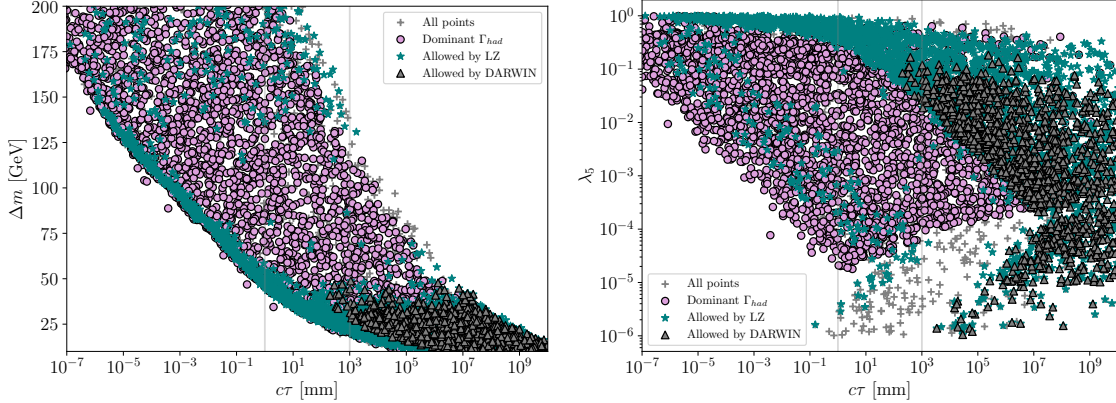 200
175
150
125
100
75
50
25
Δm [GeV]
10⁻⁷ 10⁻⁵ 10⁻³ 10⁻¹ 10¹ 10³ 10⁵ 10⁷ 10⁹
cτ [mm]
All points
Dominant Γ_had
Allowed by LZ
Allowed by DARWIN
10⁰
10⁻¹
10⁻²
10⁻³
10⁻⁴
10⁻⁵
10⁻⁶
λ₅
All points
Dominant Γ_had
Allowed by LZ
Allowed by DARWIN
10⁻⁷ 10⁻⁵ 10⁻³ 10⁻¹ 10¹ 10³ 10⁵ 10⁷ 10⁹
cτ [mm]